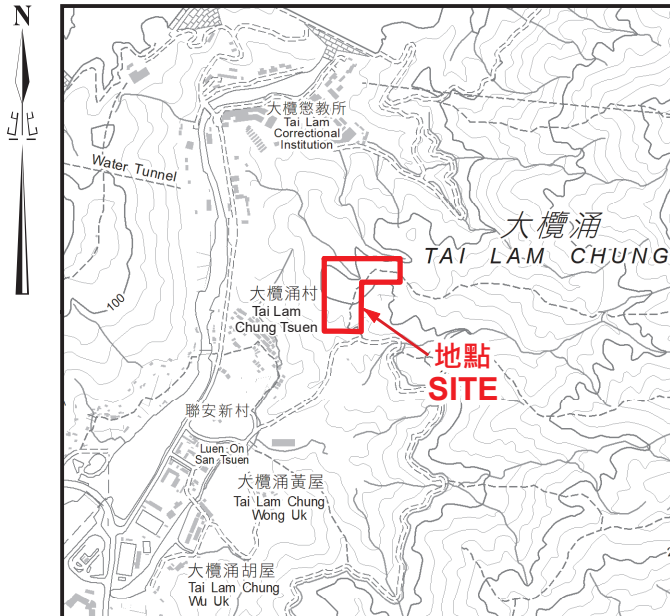 N
大欖懲教所
Tai Lam
Correctional
Institution
Water Tunnel
大欖涌
TAI LAM CHUNG
大欖涌村
Tai Lam
Chung Tsuen
100
地點
SITE
聯安新村
Luen On
San Tsuen
大欖涌黃屋
Tai Lam Chung
Wong Uk
大欖涌胡屋
Tai Lam Chung
Wu Uk